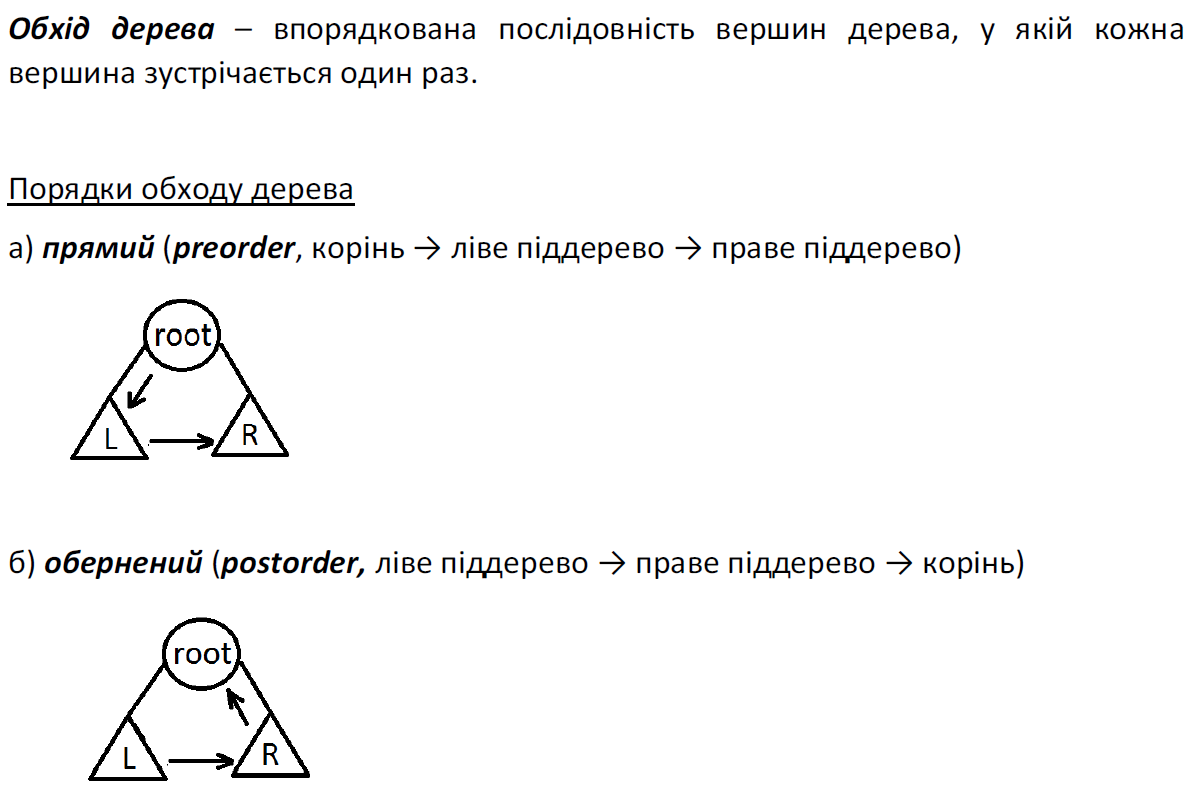 Обхід дерева – впорядкована послідовність вершин дерева, у якій кожна
вершина зустрічається один раз.
Порядки обходу дерева
а) прямий (preorder, корінь → ліве піддерево → праве піддерево)
root
L
R
б) обернений (postorder, ліве піддерево → праве піддерево → корінь)
root
L
R